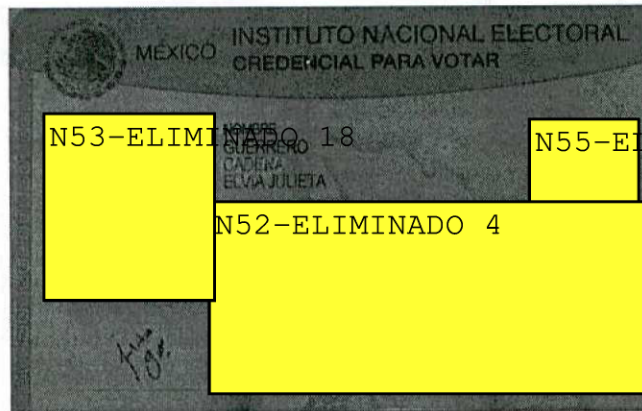 MÉXICO INSTITUTO NACIONAL ELECTORAL
CREDENCIAL PARA VOTAR
N53-ELIMINADO 18
NOMBRE
GUERRERO
CADENA
ELVIA JULIETA
N55-EL
N52-ELIMINADO 4